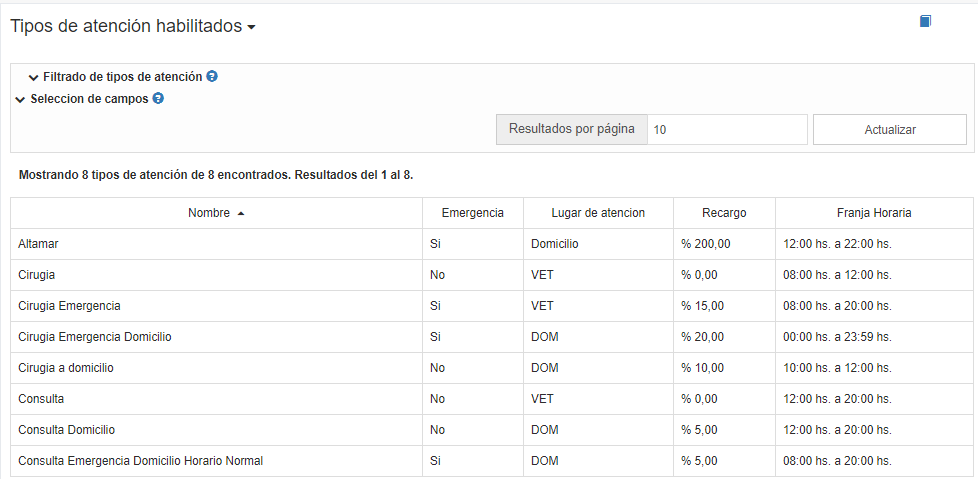 Tipos de atención habilitados
Filtrado de tipos de atención
Seleccion de campos
Resultados por página 10 Actualizar
Mostrando 8 tipos de atención de 8 encontrados. Resultados del 1 al 8.
Nombre Emergencia Lugar de atencion Recargo Franja Horaria
Altamar Si Domicilio % 200,00 12:00 hs. a 22:00 hs.
Cirugia No VET % 0,00 08:00 hs. a 12:00 hs.
Cirugia Emergencia Si VET % 15,00 08:00 hs. a 20:00 hs.
Cirugia Emergencia Domicilio Si DOM % 20,00 00:00 hs. a 23:59 hs.
Cirugia a domicilio No DOM % 10,00 10:00 hs. a 12:00 hs.
Consulta No VET % 0,00 12:00 hs. a 20:00 hs.
Consulta Domicilio No DOM % 5,00 12:00 hs. a 20:00 hs.
Consulta Emergencia Domicilio Horario Normal Si DOM % 5,00 08:00 hs. a 20:00 hs.